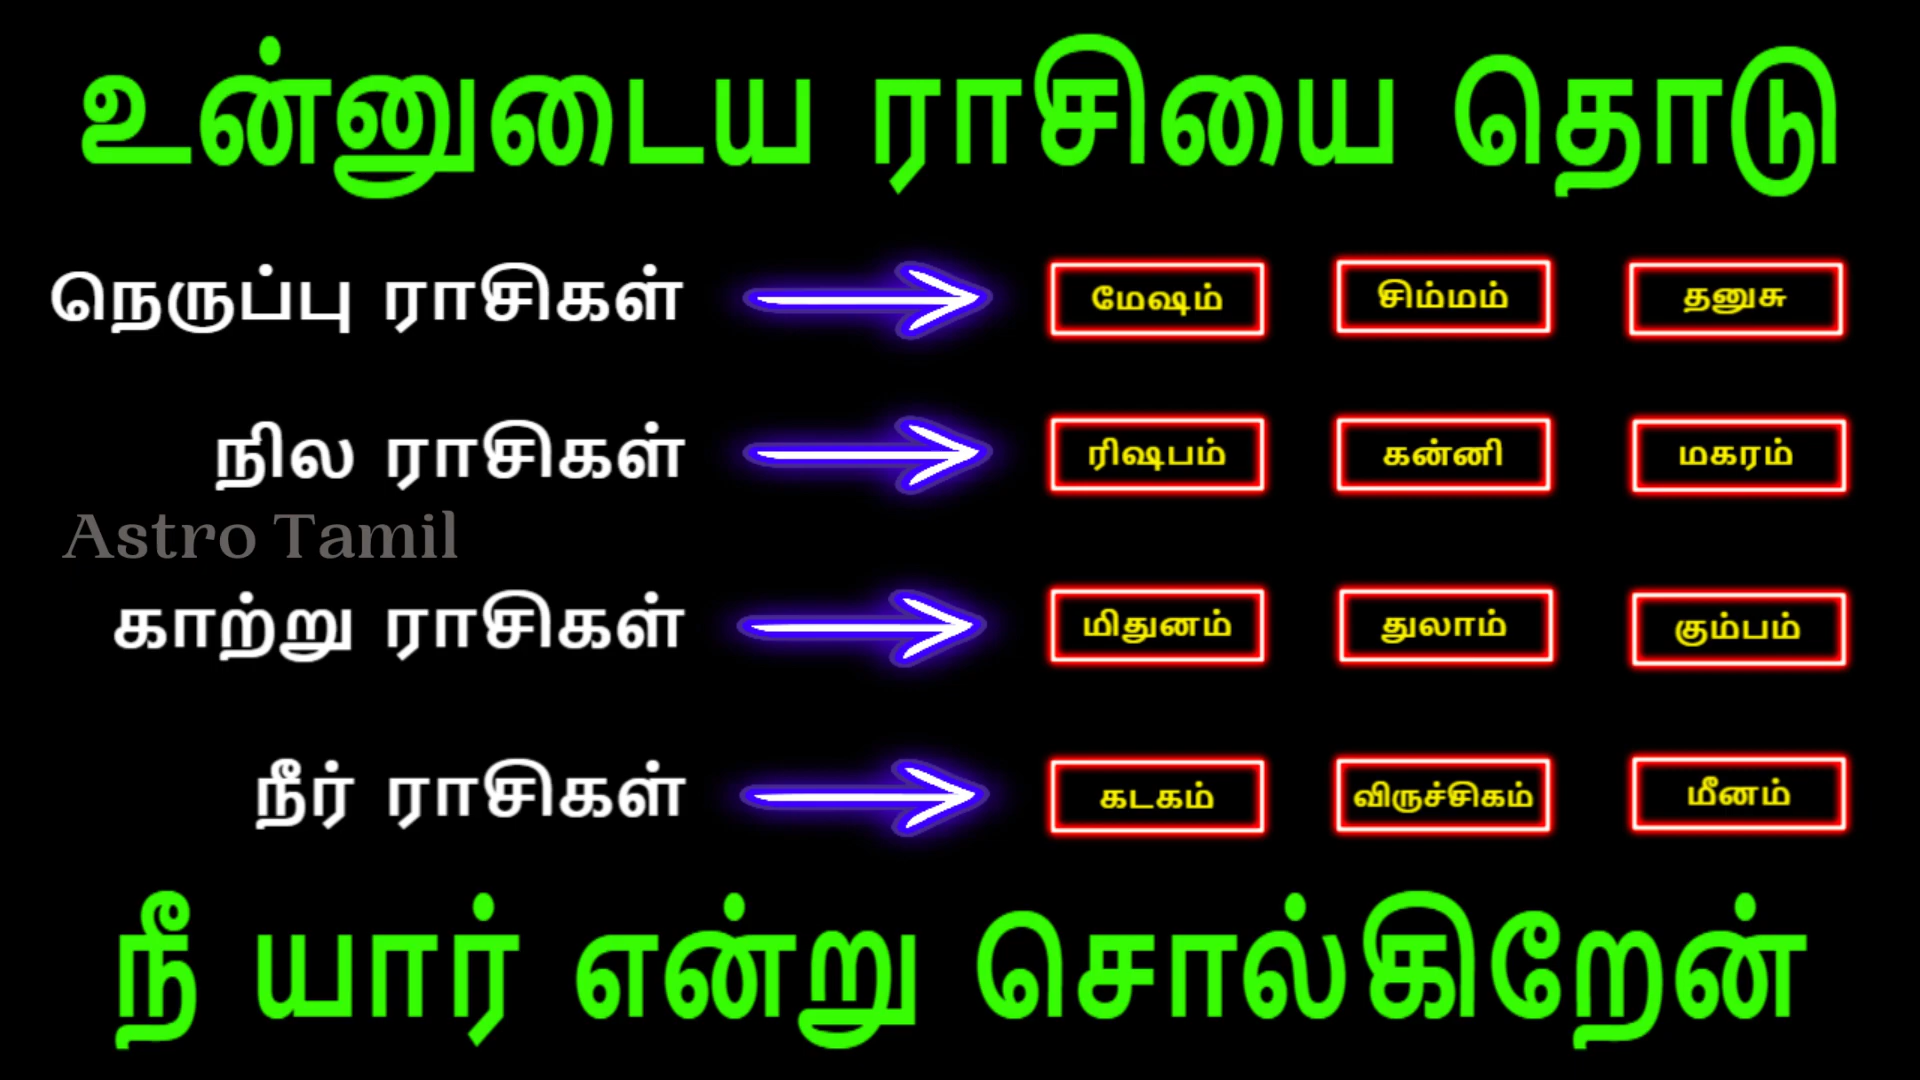 உன்னுடைய ராசியை தொடு
நெருப்பு ராசிகள் மேஷம் சிம்மம் தனுசு
நில ராசிகள் ரிஷபம் கன்னி மகரம்
Astro Tamil
காற்று ராசிகள் மிதுனம் துலாம் கும்பம்
நீர் ராசிகள் கடகம் விருச்சிகம் மீனம்
நீ யார் என்று சொல்கிறேன்